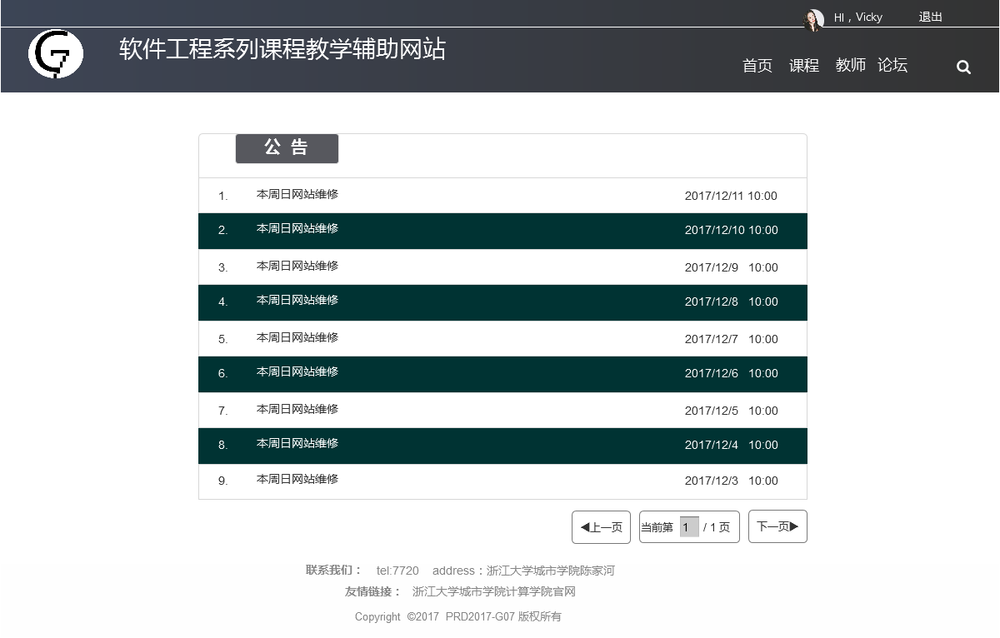 HI，Vicky 退出
软件工程系列课程教学辅助网站
首页 课程 教师 论坛
公 告
1. 本周日网站维修 2017/12/11 10:00
2. 本周日网站维修 2017/12/10 10:00
3. 本周日网站维修 2017/12/9 10:00
4. 本周日网站维修 2017/12/8 10:00
5. 本周日网站维修 2017/12/7 10:00
6. 本周日网站维修 2017/12/6 10:00
7. 本周日网站维修 2017/12/5 10:00
8. 本周日网站维修 2017/12/4 10:00
9. 本周日网站维修 2017/12/3 10:00
◀上一页 当前第 1 / 1 页 下一页▶
联系我们： tel:7720 address：浙江大学城市学院陈家河
友情链接： 浙江大学城市学院计算学院官网
Copyright ©2017 PRD2017-G07 版权所有